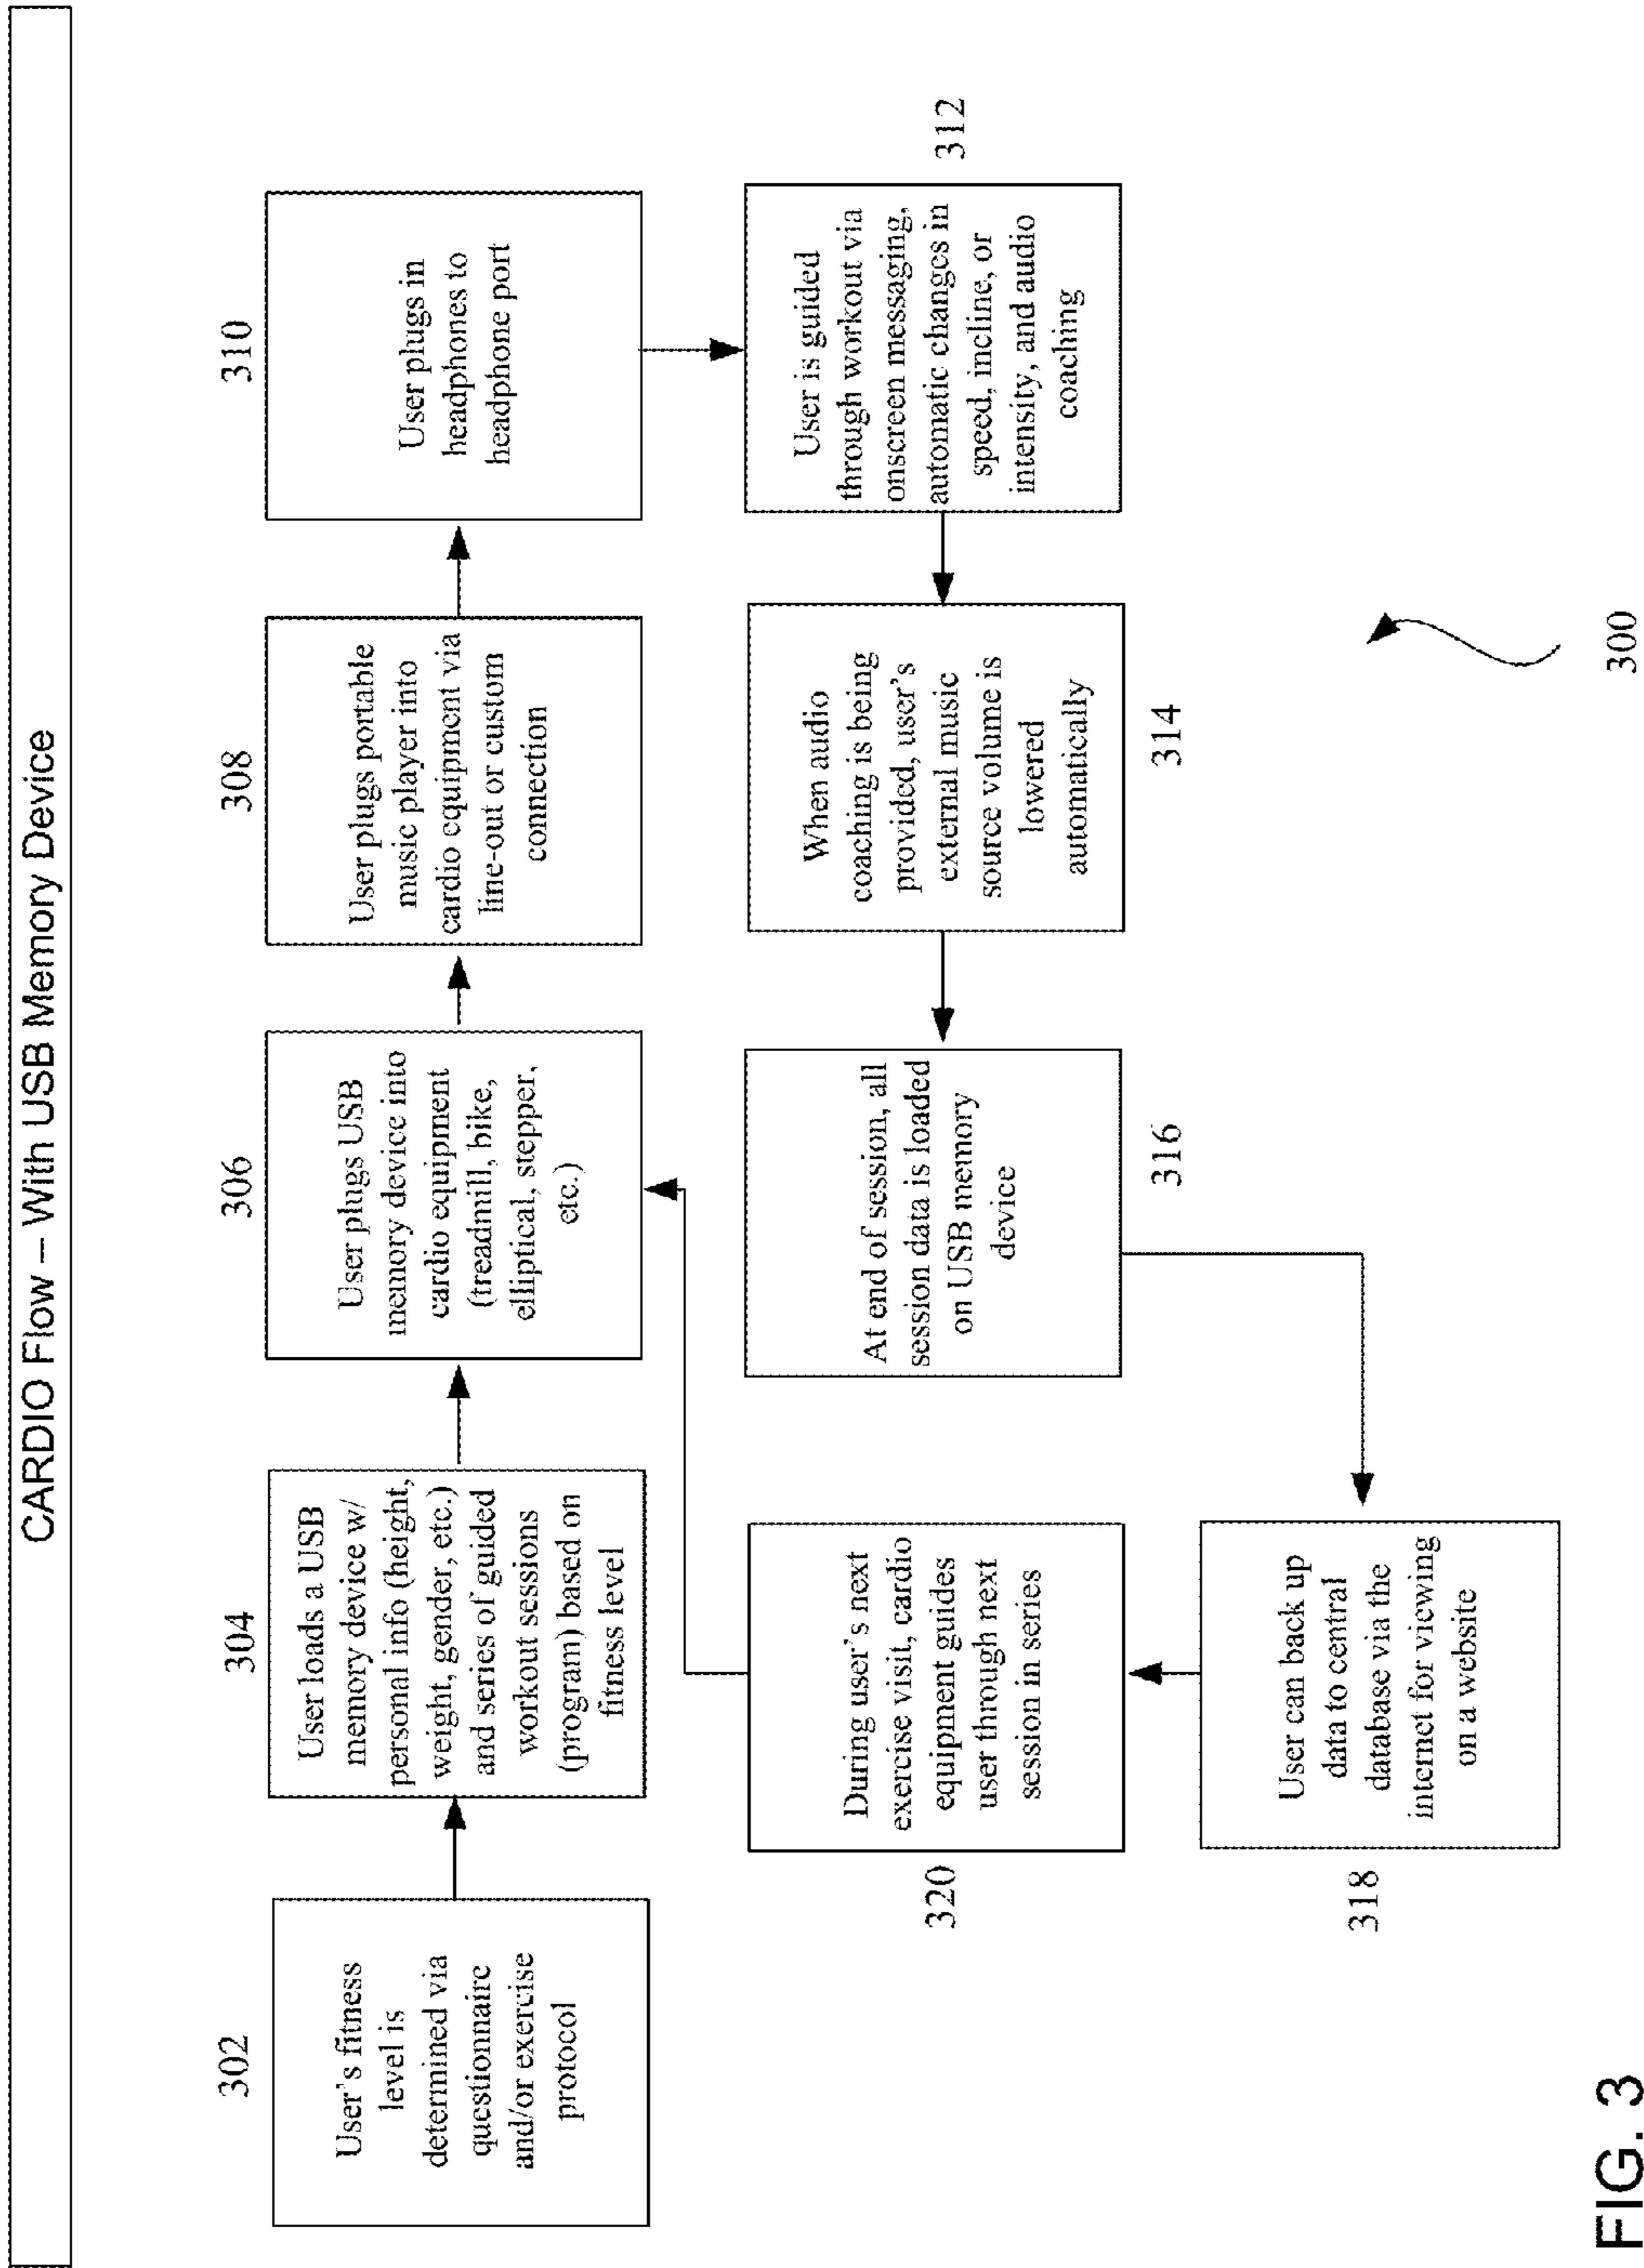 CARDIO Flow – With USB Memory Device
302
User's fitness
level is
determined via
questionnaire
and/or exercise
protocol
304
User loads a USB
memory device w/
personal info (height,
weight, gender, etc.)
and series of guided
workout sessions
(program) based on
fitness level
306
User plugs USB
memory device into
cardio equipment
(treadmill, bike,
elliptical, stepper,
etc.)
308
User plugs portable
music player into
cardio equipment via
line-out or custom
connection
310
User plugs in
headphones to
headphone port
312
User is guided
through workout via
onscreen messaging,
automatic changes in
speed, incline, or
intensity, and audio
coaching
314
When audio
coaching is being
provided, user's
external music
source volume is
lowered
automatically
316
At end of session, all
session data is loaded
on USB memory
device
318
User can back up
data to central
database via the
internet for viewing
on a website
320
During user's next
exercise visit, cardio
equipment guides
user through next
session in series
300
FIG. 3